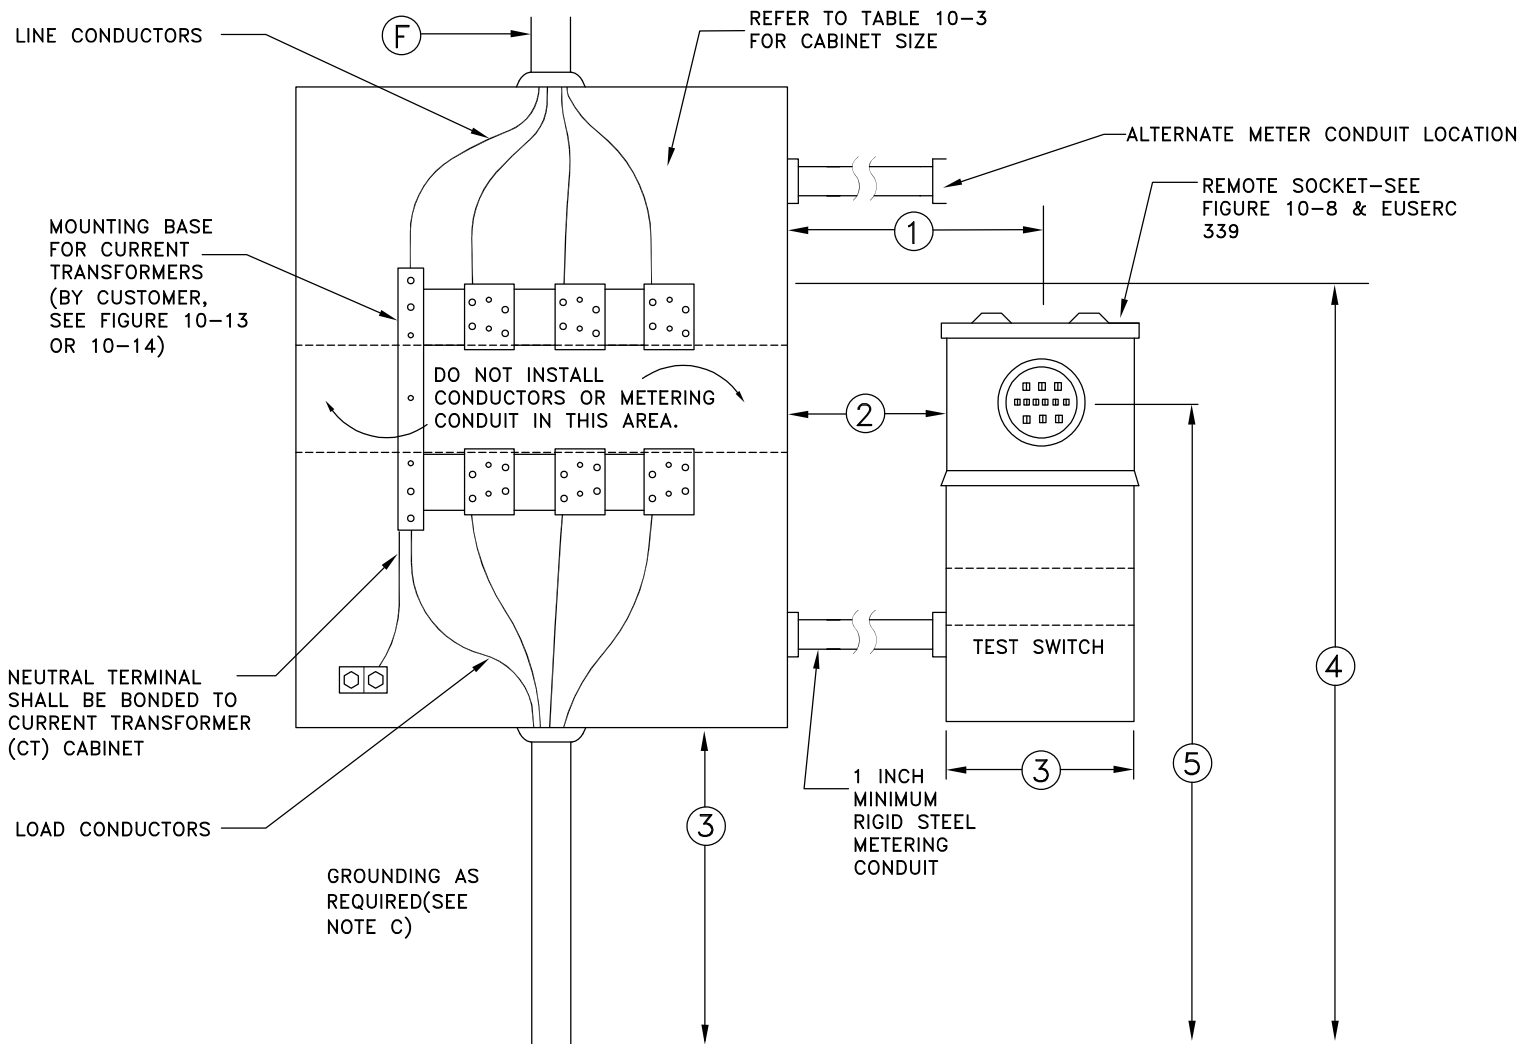 LINE CONDUCTORS
F
REFER TO TABLE 10-3
FOR CABINET SIZE
ALTERNATE METER CONDUIT LOCATION
REMOTE SOCKET-SEE
FIGURE 10-8 & EUSERC
339
1
MOUNTING BASE
FOR CURRENT
TRANSFORMERS
(BY CUSTOMER,
SEE FIGURE 10-13
OR 10-14)
DO NOT INSTALL
CONDUCTORS OR METERING
CONDUIT IN THIS AREA.
2
TEST SWITCH
4
NEUTRAL TERMINAL
SHALL BE BONDED TO
CURRENT TRANSFORMER
(CT) CABINET
3
5
1 INCH
MINIMUM
RIGID STEEL
METERING
CONDUIT
3
LOAD CONDUCTORS
GROUNDING AS
REQUIRED(SEE
NOTE C)